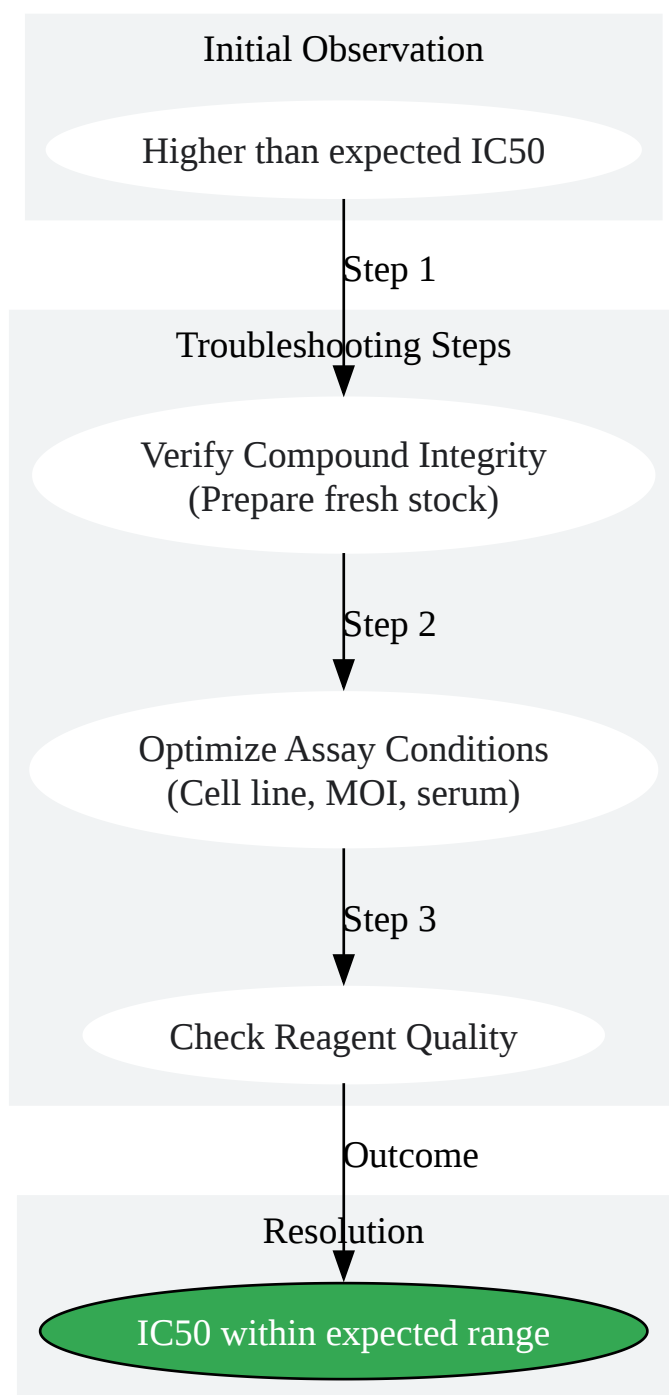 Initial Observation
Higher than expected IC50
Step 1
Troubleshooting Steps
Verify Compound Integrity
(Prepare fresh stock)
Step 2
Optimize Assay Conditions
(Cell line, MOI, serum)
Step 3
Check Reagent Quality
Outcome
Resolution
IC50 within expected range